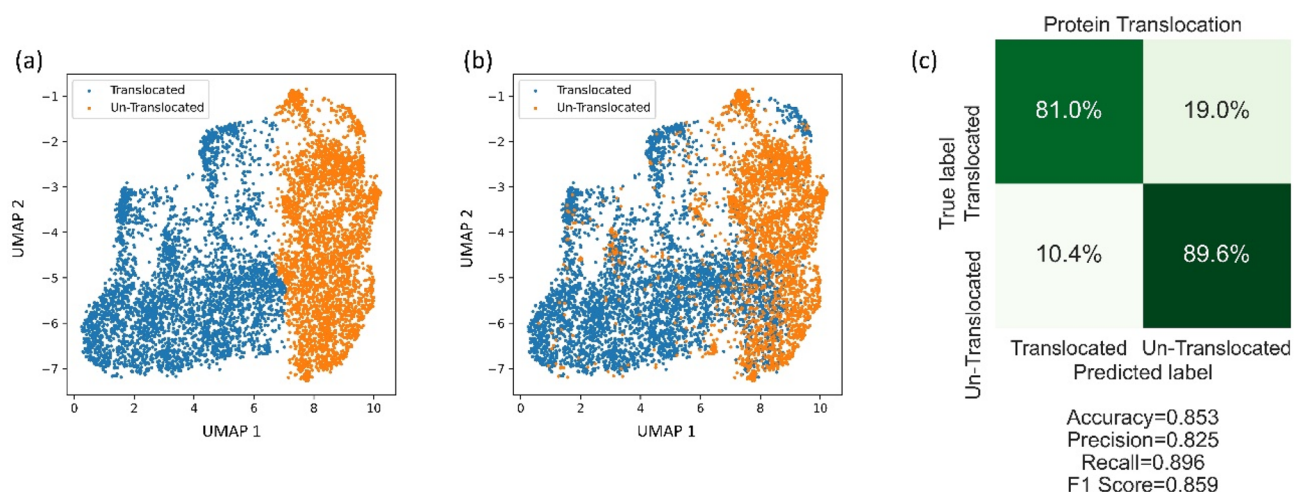 (a)
Translocated
Un-Translocated
−1
−2
−3
−4
−5
−6
−7
UMAP 2
0 2 4 6 8 10
UMAP 1
(b)
Translocated
Un-Translocated
−1
−2
−3
−4
−5
−6
−7
UMAP 2
0 2 4 6 8 10
UMAP 1
(c)
Protein Translocation
True label
Translocated
Un-Translocated
81.0% 19.0%
10.4% 89.6%
Translocated Un-Translocated
Predicted label
Accuracy=0.853
Precision=0.825
Recall=0.896
F1 Score=0.859